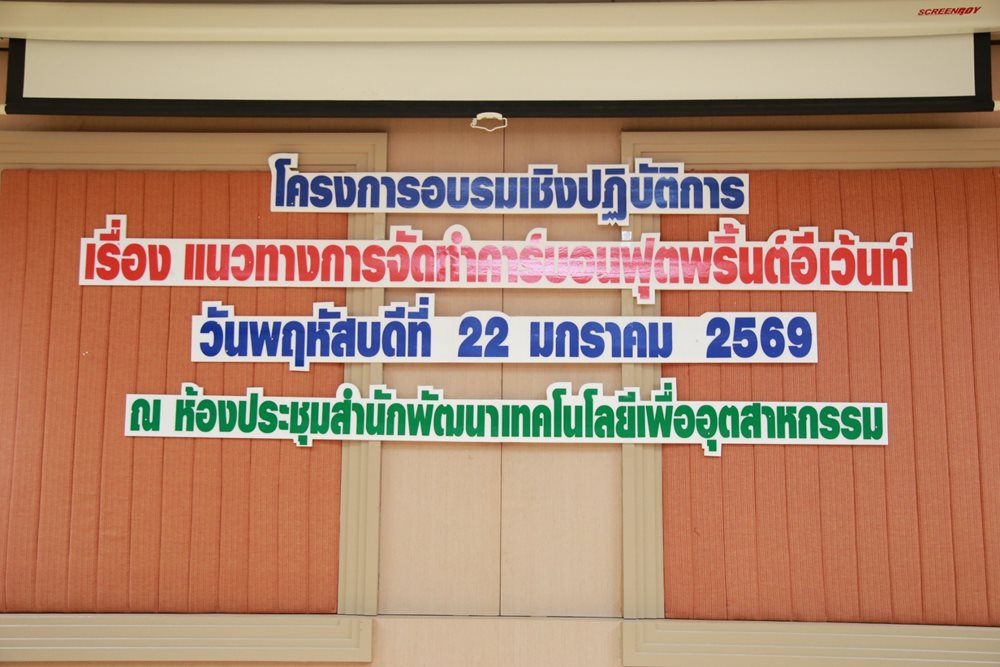 SCREENBOY
โครงการอบรมเชิงปฏิบัติการ
เรื่อง แนวทางการจัดทำคาร์บอนฟุตพริ้นต์อีเว้นท์
วันพฤหัสบดีที่ 22 มกราคม 2569
ณ ห้องประชุมสำนักพัฒนาเทคโนโลยีเพื่ออุตสาหกรรม